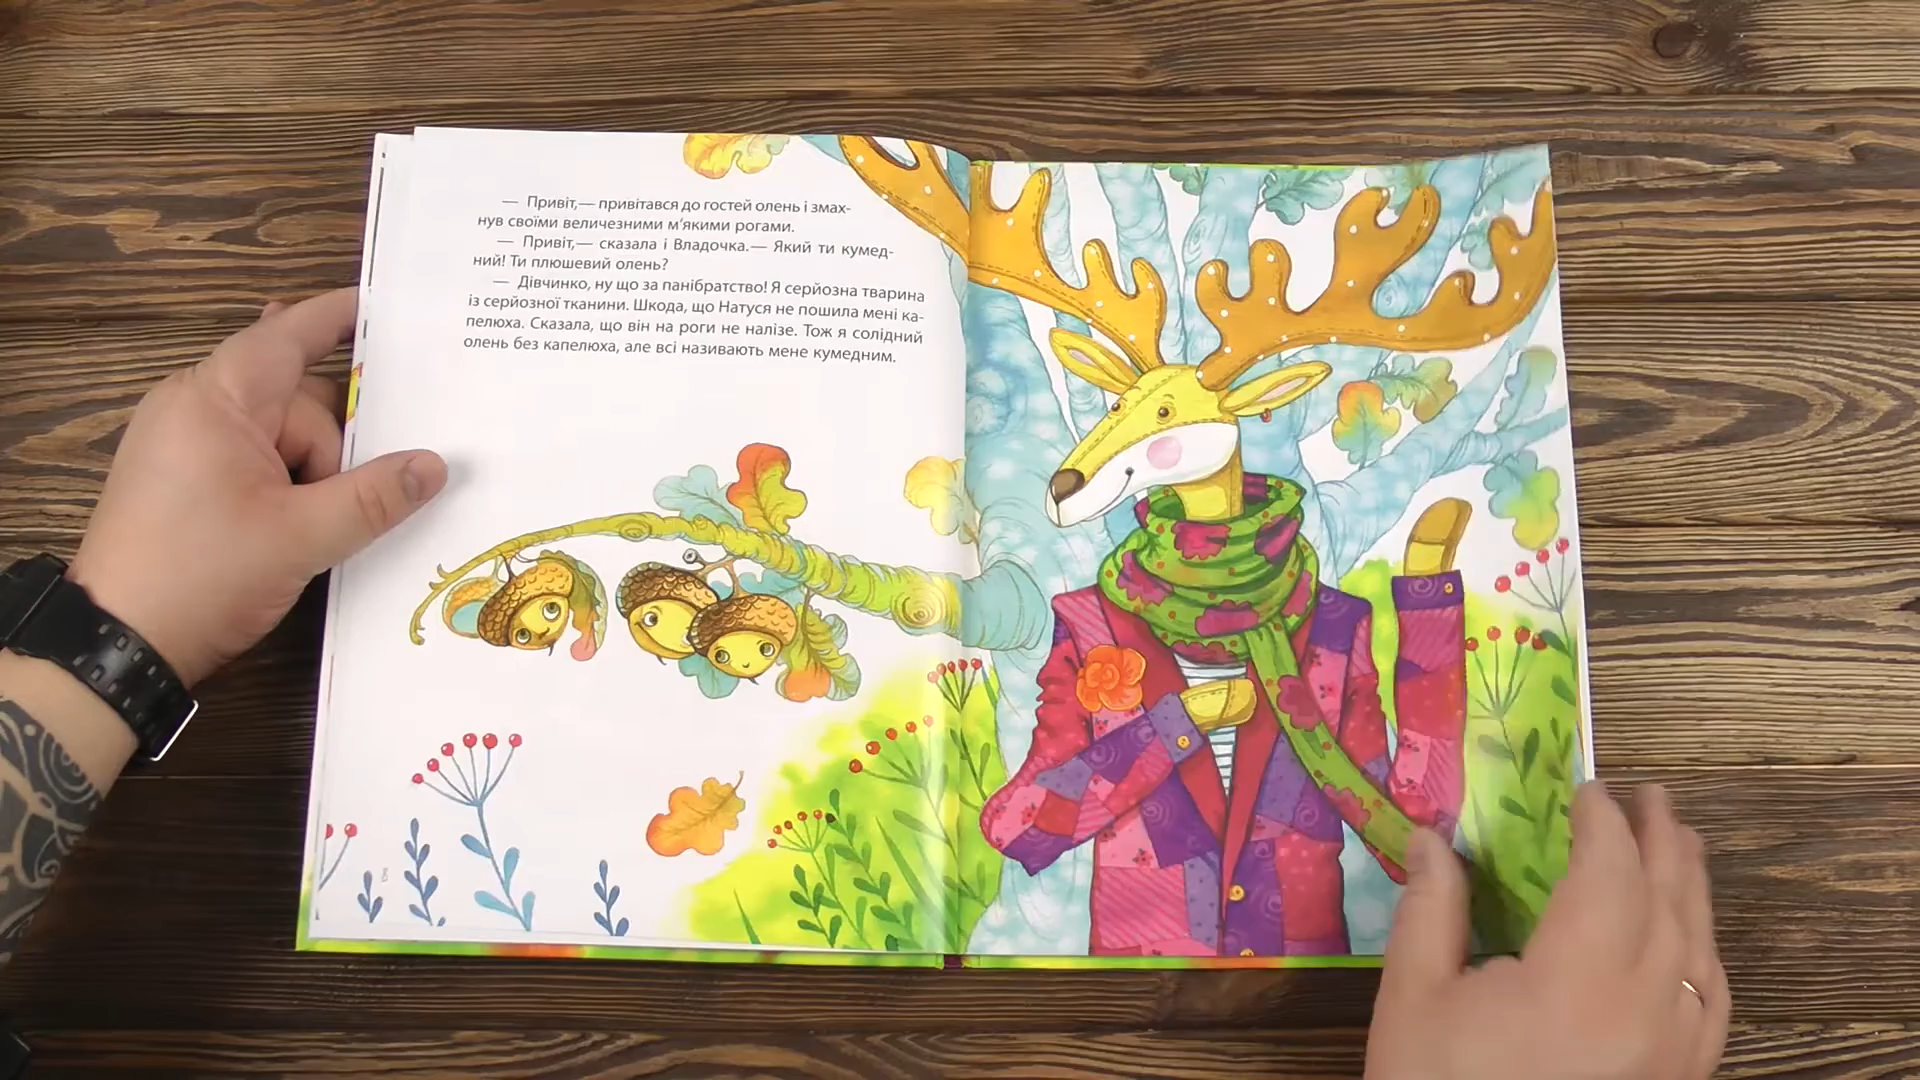 — Привіт,— привітався до гостей олень і змах-
нув своїми величезними м'якими рогами.
— Привіт,— сказала і Владочка.— Який ти кумед-
ний! Ти плюшевий олень?
— Дівчинко, ну що за панібратство! Я серйозна тварина
із серйозної тканини. Шкода, що Натуся не пошила мені ка-
пелюха. Сказала, що він на роги не налізе. Тож я солідний
олень без капелюха, але всі називають мене кумедним.